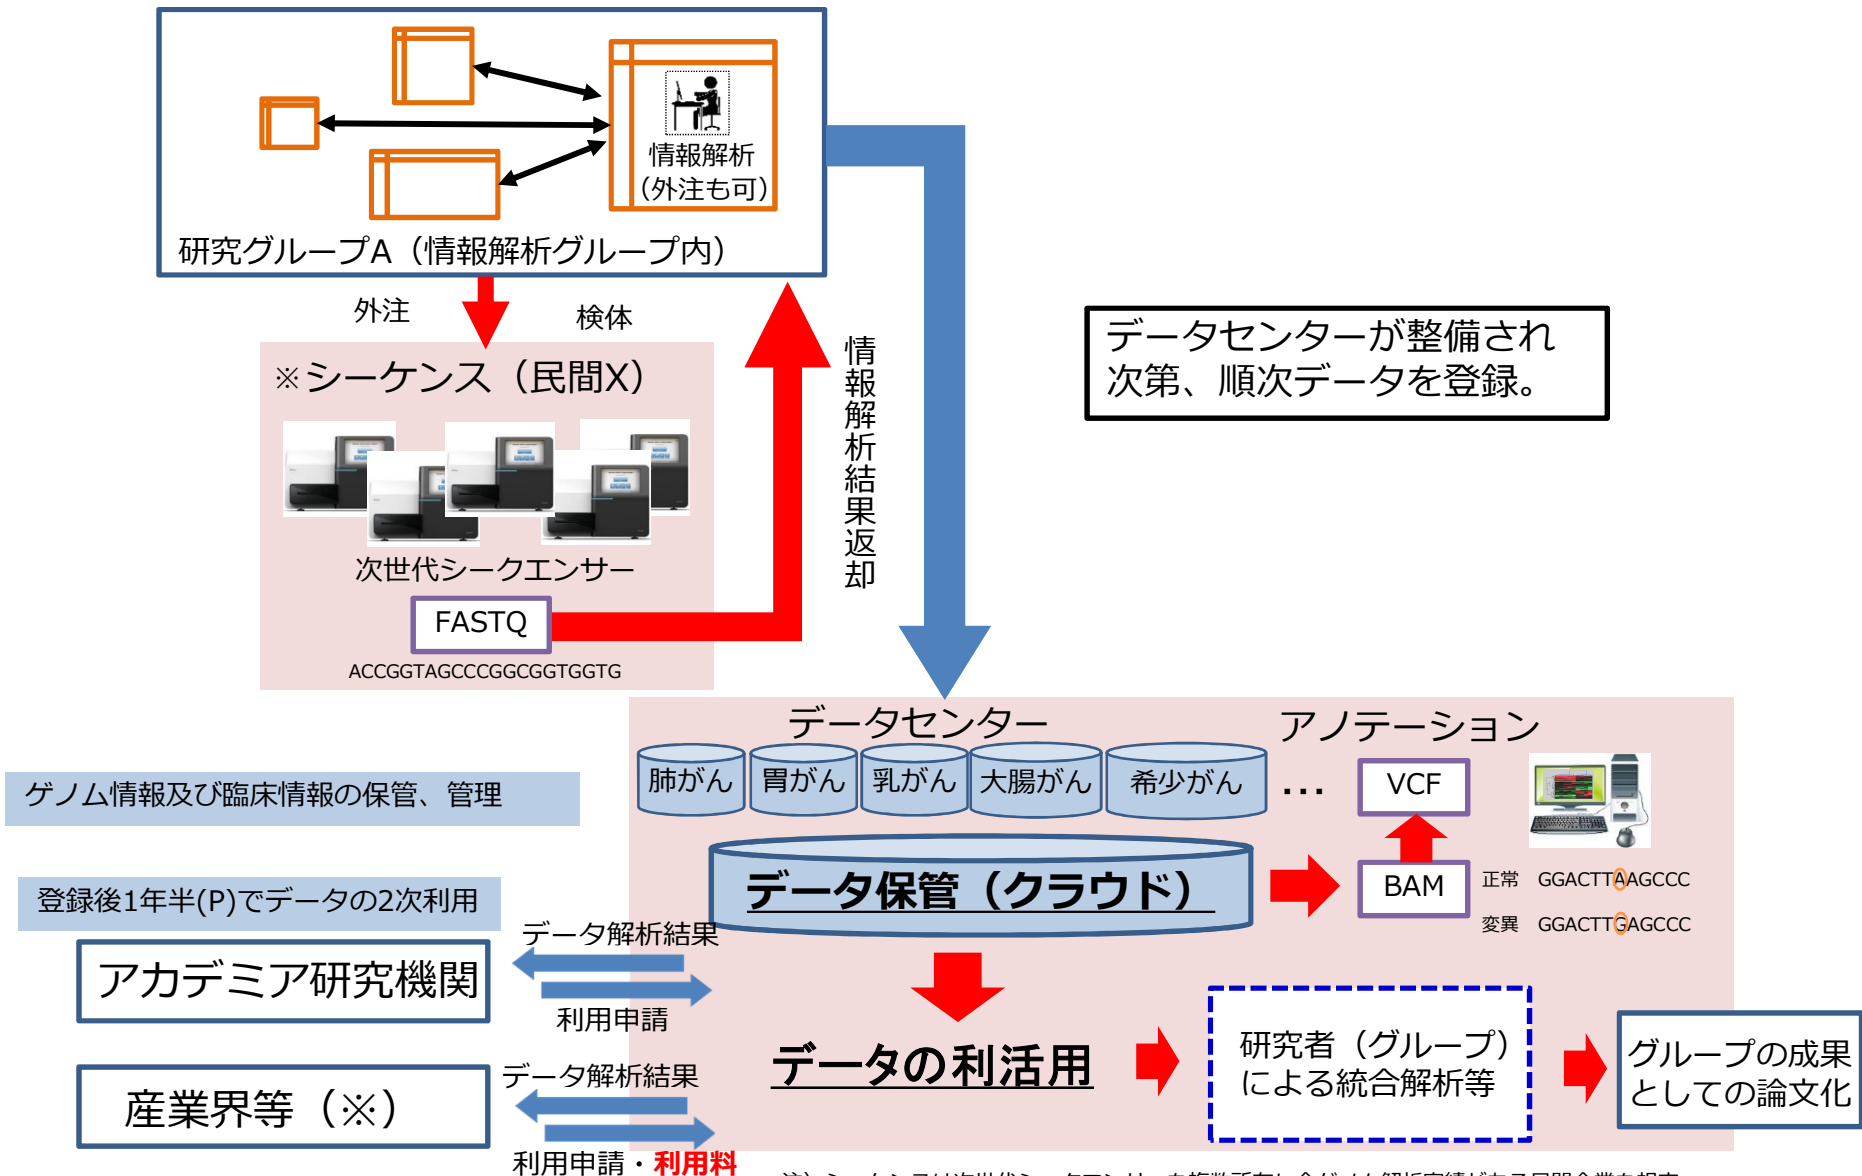 情報解析
（外注も可）
研究グループA（情報解析グループ内）
外注
検体
※シーケンス（民間X）
次世代シークエンサー
FASTQ
ACCGGTAGCCCGGCGGTGGTG
情報解析結果返却
データセンターが整備され
次第、順次データを登録。
データセンター
アノテーション
肺がん
胃がん
乳がん
大腸がん
希少がん
…
VCF
ゲノム情報及び臨床情報の保管、管理
データ保管（クラウド）
BAM
正常 GGACTTAAGCCC
変異 GGACTTGAGCCC
登録後1年半(P)でデータの2次利用
データ解析結果
アカデミア研究機関
利用申請
データの利活用
研究者（グループ）
による統合解析等
グループの成果
としての論文化
データ解析結果
産業界等（※）
利用申請・利用料